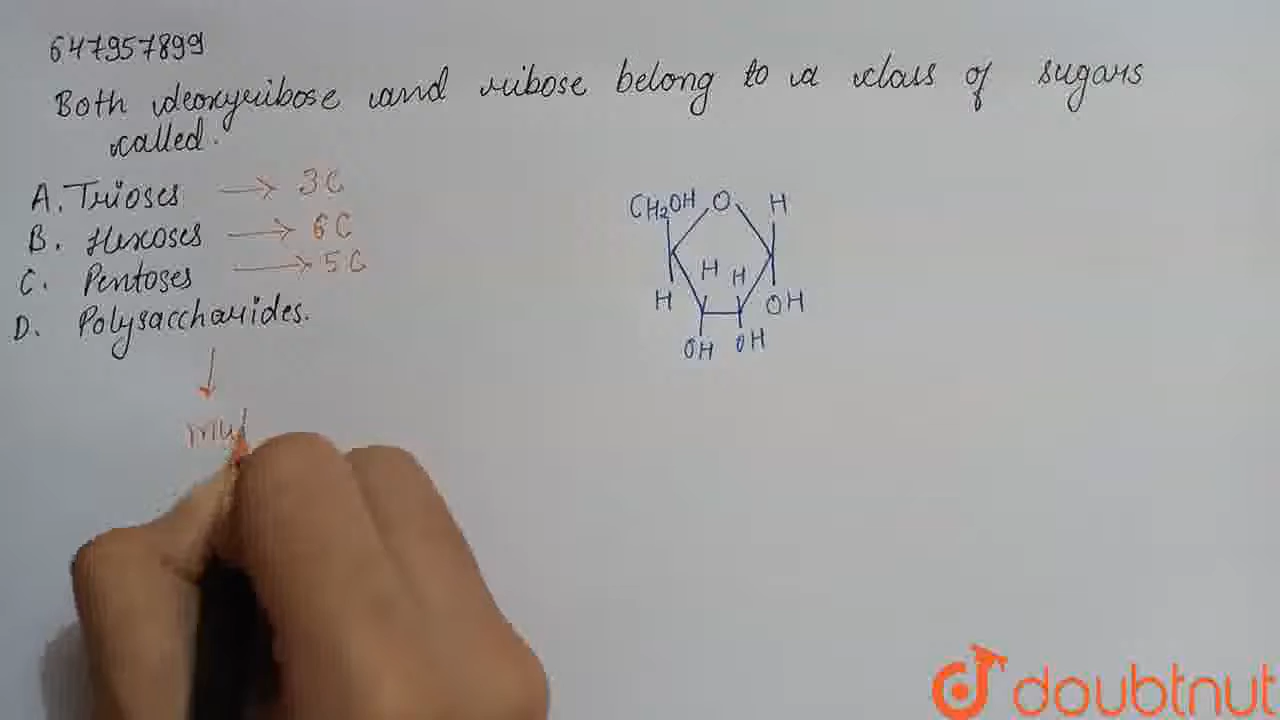 647957899
Both deoxyribose and ribose belong to a class of sugars
called.
A. Trioses → 3C
B. Hexoses → 6C
C. Pentoses → 5C
D. Polysaccharides.
CH₂OH O H
H H
H OH
OH OH
mul
doubtnut